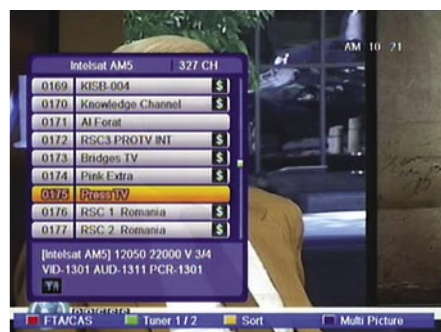 AM 10 21
Intelsat AM5 327 CH
0169 KISB-004 $
0170 Knowledge Channel $
0171 Al Forat
0172 RSC3 PROTV INT $
0173 Bridges TV $
0174 Pink Extra $
0175 Press TV
0176 RSC 1 Romania $
0177 RSC 2 Romania $
[Intelsat AM5] 12050 22000 V 3/4
VID-1301 AUD-1311 PCR-1301
FTA/CAS Tuner 1 / 2 Sort Multi Picture